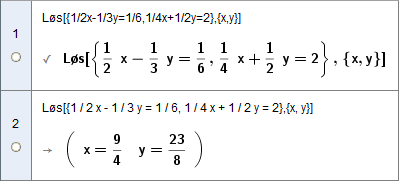 1
Løs[{1/2x-1/3y=1/6,1/4x+1/2y=2},{x,y}]
✓ Løs[{1/2 x - 1/3 y = 1/6, 1/4 x + 1/2 y = 2}, {x, y}]
2
Løs[{1 / 2 x - 1 / 3 y = 1 / 6, 1 / 4 x + 1 / 2 y = 2},{x, y}]
→ ( x = 9/4 y = 23/8 )